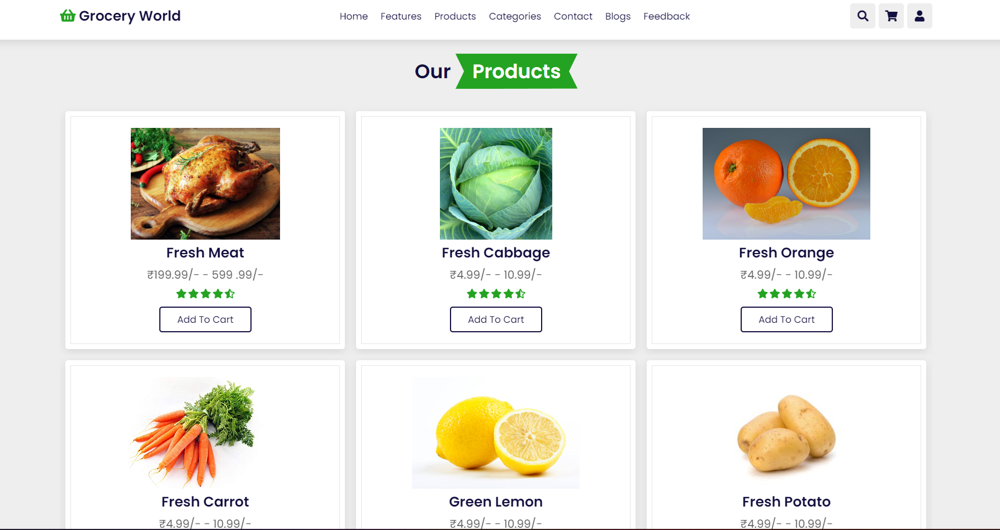 Grocery World
Home Features Products Categories Contact Blogs Feedback
Our Products
Fresh Meat
₹199.99/- - 599 .99/-
Add To Cart
Fresh Cabbage
₹4.99/- - 10.99/-
Add To Cart
Fresh Orange
₹4.99/- - 10.99/-
Add To Cart
Fresh Carrot
₹4.99/- - 10.99/-
Green Lemon
₹4.99/- - 10.99/-
Fresh Potato
₹4.99/- - 10.99/-